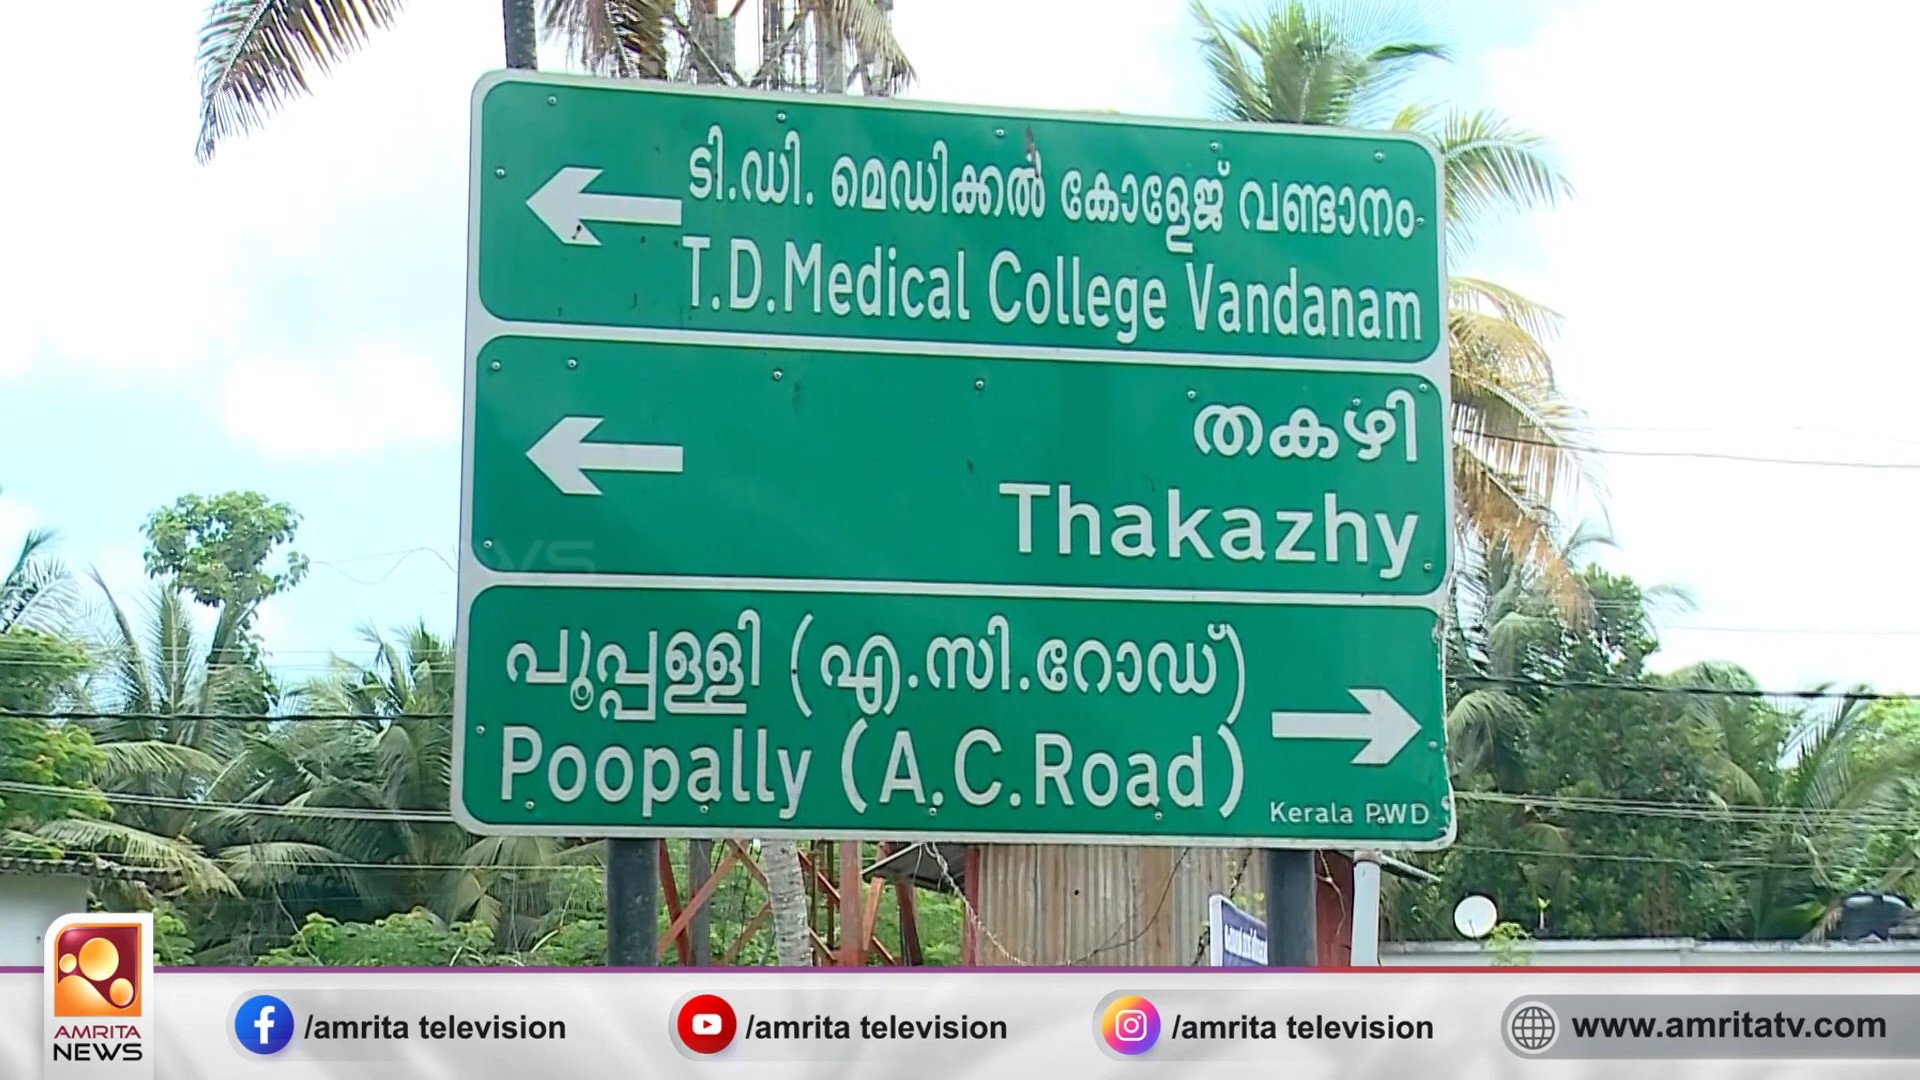 ടി.ഡി. മെഡിക്കൽ കോളേജ് വണ്ടാനം
T.D.Medical College Vandanam
തകഴി
Thakazhy
പൂപ്പള്ളി (എ.സി.റോഡ്)
Poopally (A.C.Road)
Kerala PWD
AMRITA
NEWS
/amrita television
/amrita television
/amrita television
www.amritatv.com